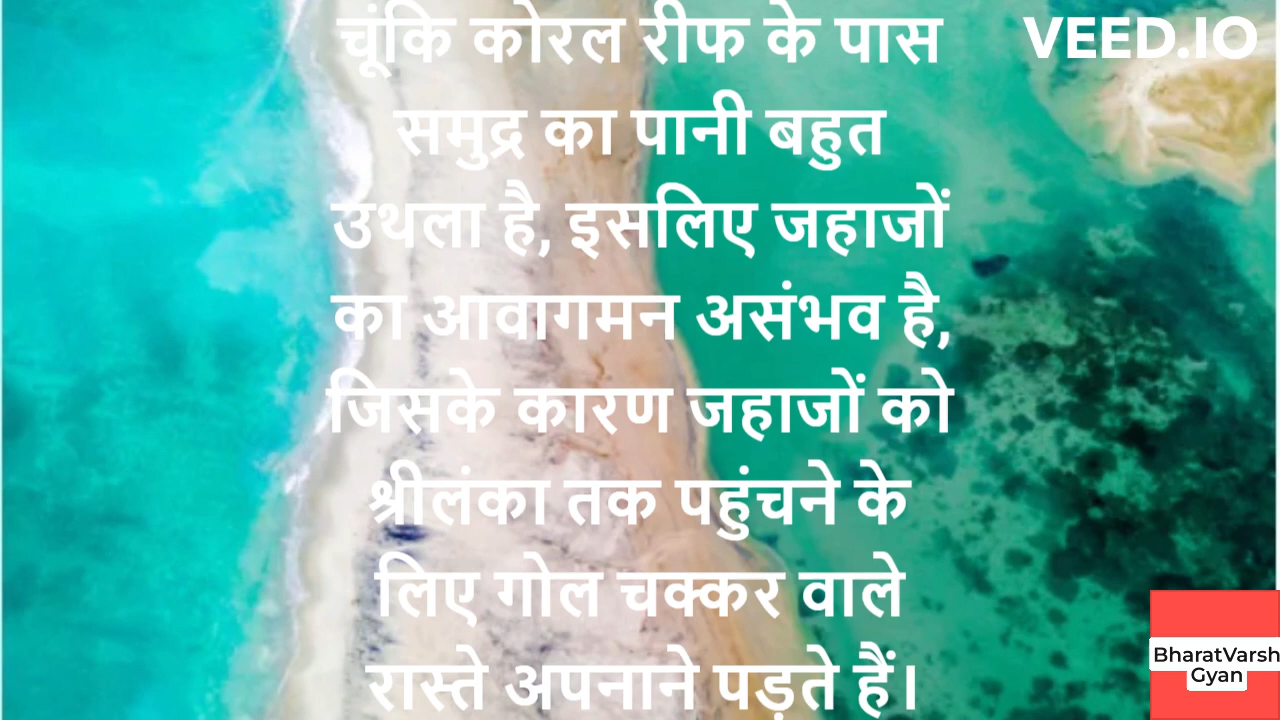 चूंकि कोरल रीफ के पास
VEED.IO
समुद्र का पानी बहुत
उथला है, इसलिए जहाजों
का आवागमन असंभव है,
जिसके कारण जहाजों को
श्रीलंका तक पहुंचने के
लिए गोल चक्कर वाले
रास्ते अपनाने पड़ते हैं।
BharatVarsh
Gyan